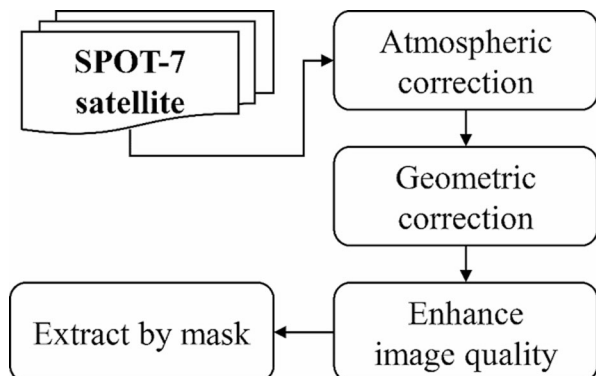 SPOT-7
satellite
Atmospheric
correction
Geometric
correction
Enhance
image quality
Extract by mask